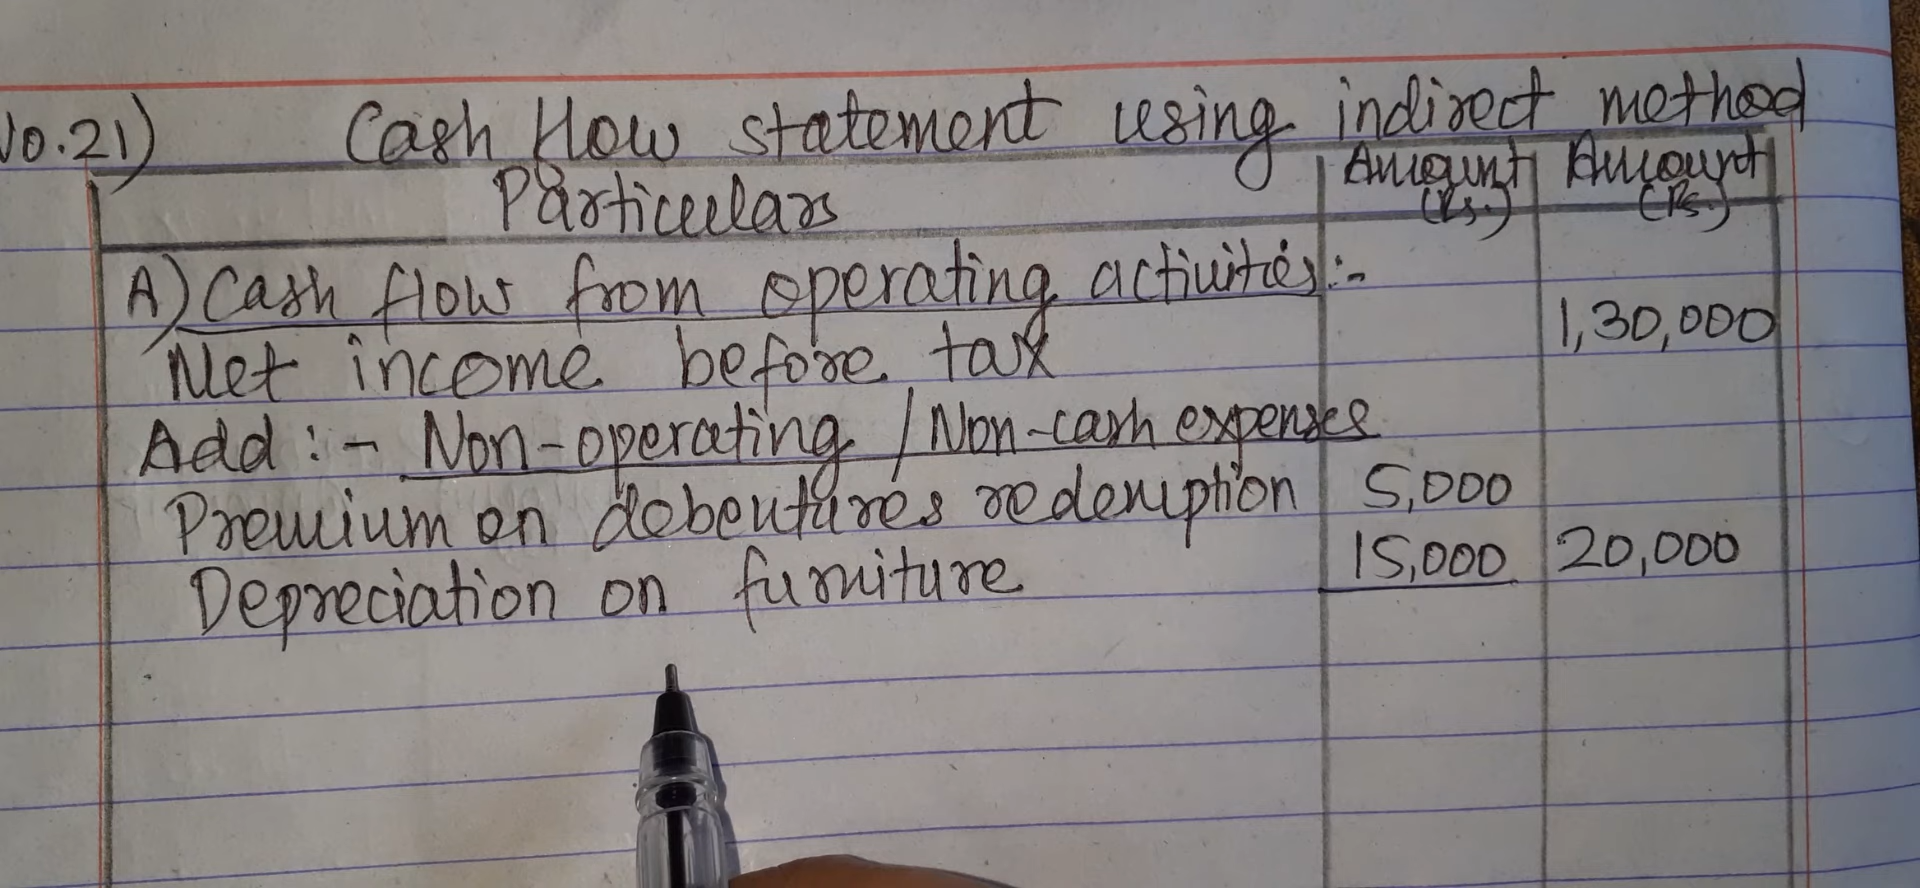 No.21) Cash Flow statement using indirect method
Particulars Amount (Rs.) Amount (Rs.)
A) Cash flow from operating activities:-
Net income before tax 1,30,000
Add :- Non-operating / Non-cash expenses
Premium on debentures redemption 5,000
Depreciation on furniture 15,000 20,000